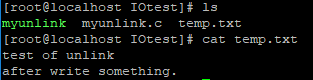 [root@localhost IOtest]# ls
myunlink  myunlink.c  temp.txt
[root@localhost IOtest]# cat temp.txt
test of unlink
after write something.